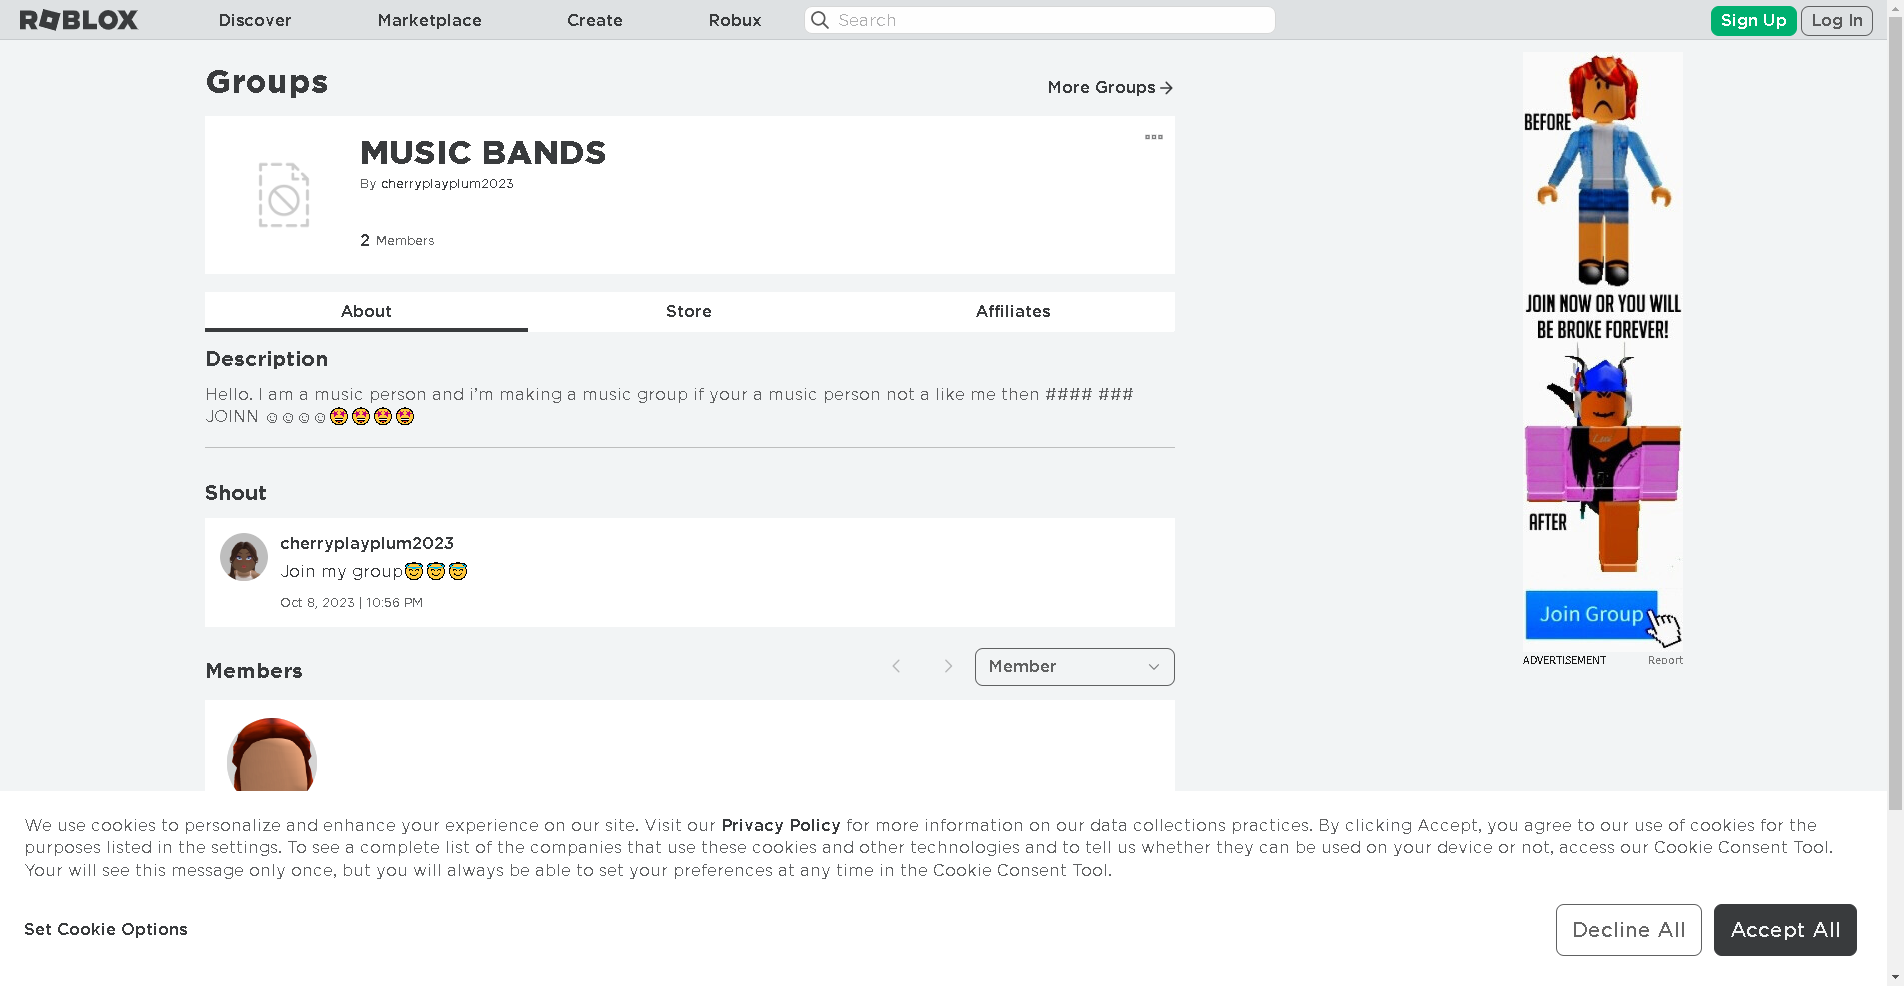 ROBLOX Discover Marketplace Create Robux Search Sign Up Log In
Groups
More Groups
MUSIC BANDS
By cherryplayplum2023
2 Members
About Store Affiliates
Description
Hello. I am a music person and i'm making a music group if your a music person not a like me then #### ###
JOINN ☺☺☺☺🤩🤩🤩🤩
Shout
cherryplayplum2023
Join my group😇😇😇
Oct 8, 2023 | 10:56 PM
Members
Member
BEFORE
JOIN NOW OR YOU WILL
BE BROKE FOREVER!
AFTER
Join Group
ADVERTISEMENT Report
We use cookies to personalize and enhance your experience on our site. Visit our Privacy Policy for more information on our data collections practices. By clicking Accept, you agree to our use of cookies for the
purposes listed in the settings. To see a complete list of the companies that use these cookies and other technologies and to tell us whether they can be used on your device or not, access our Cookie Consent Tool.
Your will see this message only once, but you will always be able to set your preferences at any time in the Cookie Consent Tool.
Set Cookie Options
Decline All
Accept All